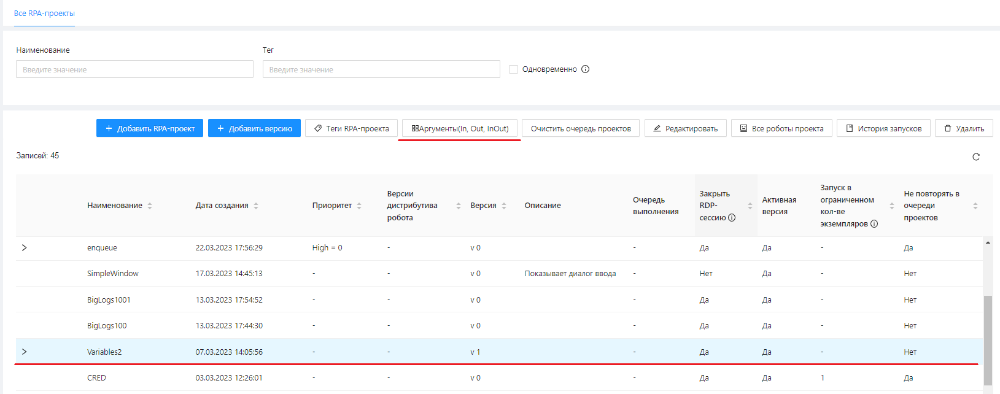 Все RPA-проекты
Наименование Тег
Введите значение Введите значение Одновременно
Добавить RPA-проект Добавить версию Теги RPA-проекта Аргументы(In, Out, InOut) Очистить очередь проектов Редактировать Все роботы проекта История запусков Удалить
Записей: 45
Наименование Дата создания Приоритет Версии дистрибутива робота Версия Описание Очередь выполнения Закрыть RDP-сессию Активная версия Запуск в ограниченном кол-ве экземпляров Не повторять в очереди проектов
enqueue 22.03.2023 17:56:29 High = 0 - v 0 - Да Да - Да
SimpleWindow 17.03.2023 14:45:13 - - v 0 Показывает диалог ввода - Нет Да - Нет
BigLogs1001 13.03.2023 17:54:52 - - v 0 - Да Да - Нет
BigLogs100 13.03.2023 17:44:30 - - v 0 - Да Да - Нет
Variables2 07.03.2023 14:05:56 - - v 1 - Да Да - Нет
CRED 03.03.2023 12:26:01 - - v 0 - Да Да 1 Да